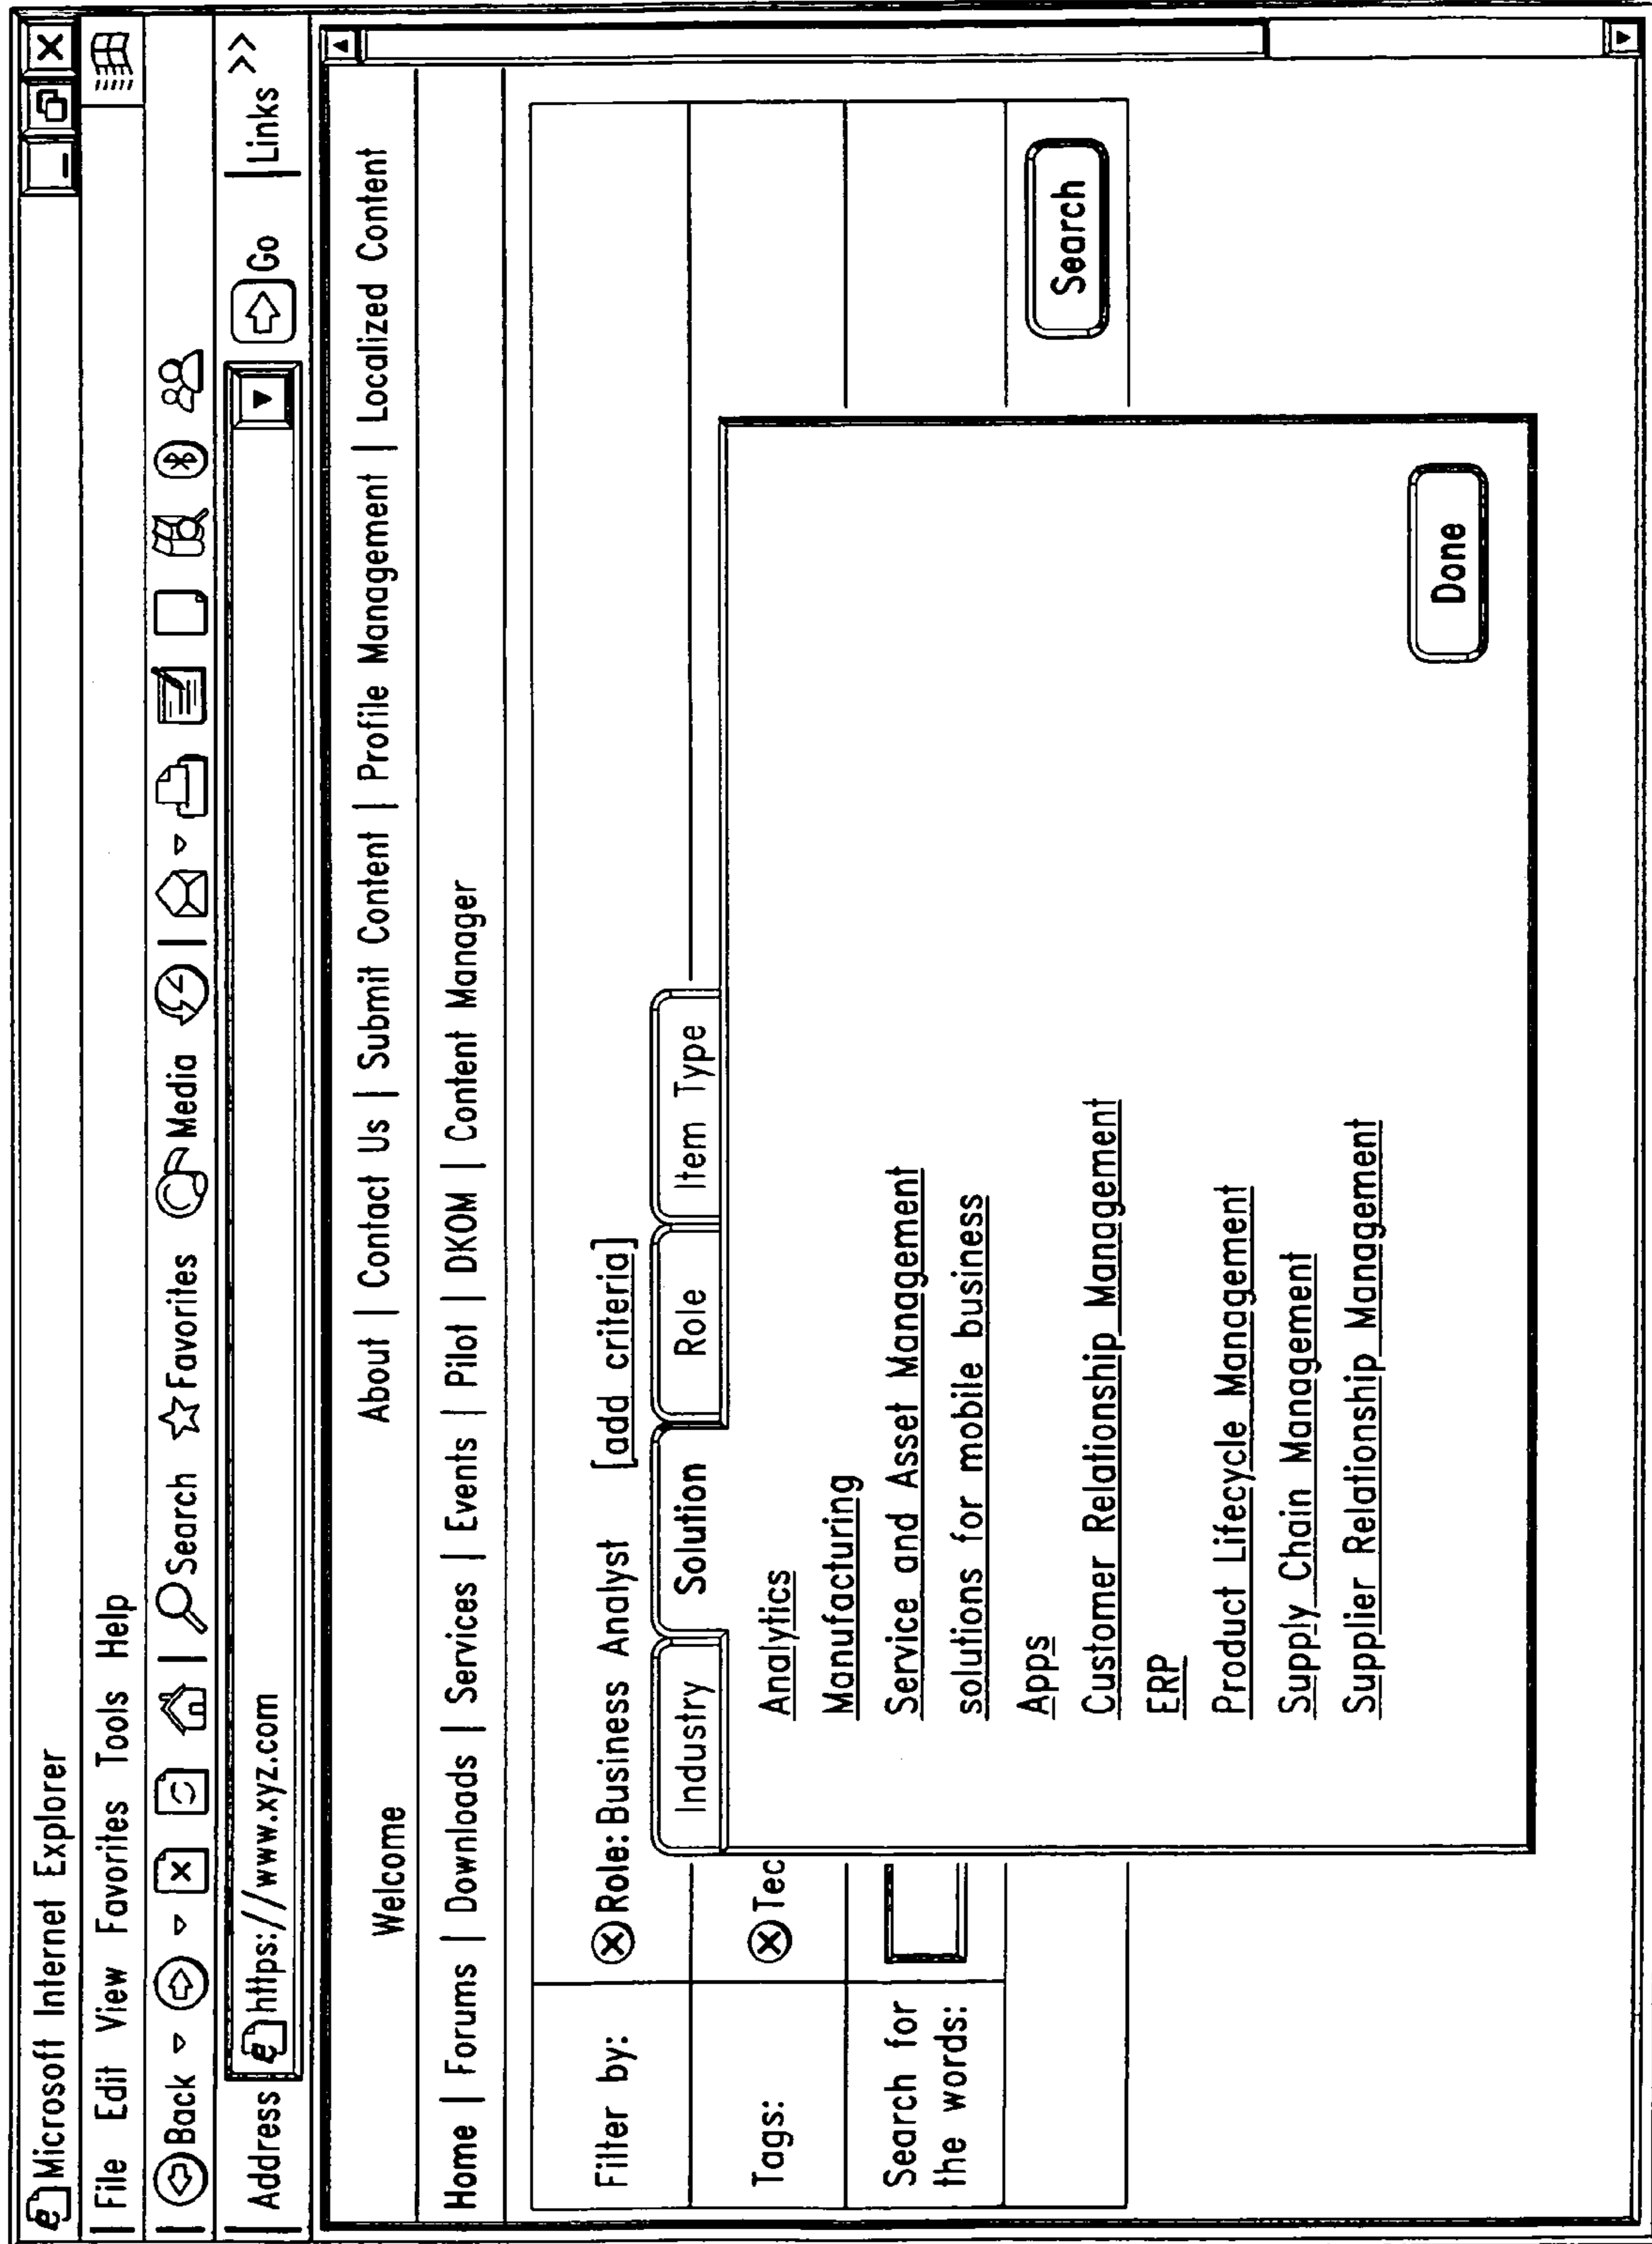 Microsoft Internet Explorer
File Edit View Favorites Tools Help
Back Search Favorites Media
Address https://www.xyz.com Go Links >>
Welcome About | Contact Us | Submit Content | Profile Management | Localized Content
Home | Forums | Downloads | Services | Events | Pilot | DKOM | Content Manager
Filter by: Role: Business Analyst [add criteria]
Industry Solution Role Item Type
Tags: Tec
Analytics
Manufacturing
Search for
the words:
Service and Asset Management
solutions for mobile business
Apps
Search
Customer Relationship Management
ERP
Product Lifecycle Management
Supply Chain Management
Supplier Relationship Management
Done